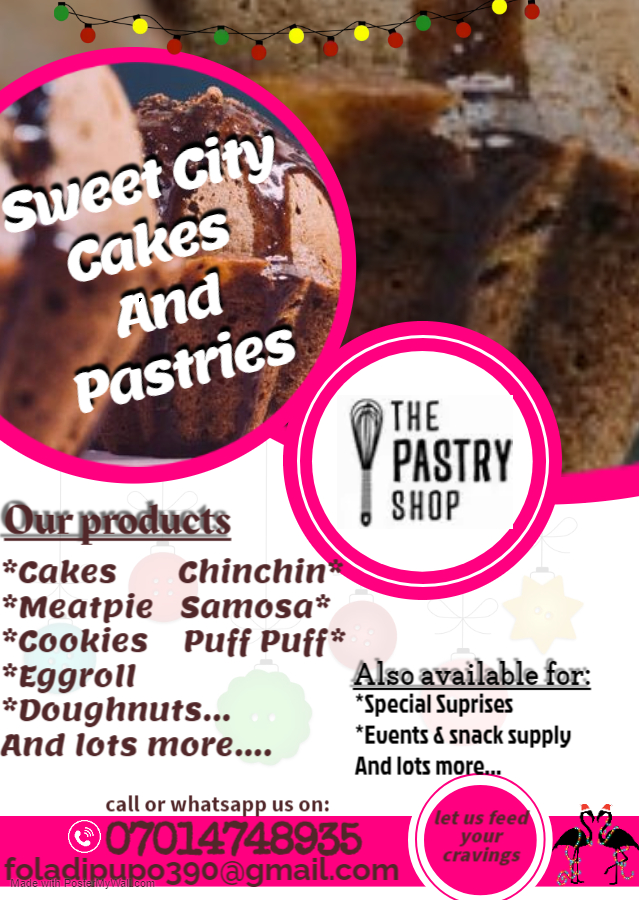 Sweet City
Cakes
And
Pastries
THE
PASTRY
SHOP
Our products
*Cakes Chinchin*
*Meatpie Samosa*
*Cookies Puff Puff*
*Eggroll
*Doughnuts...
And lots more....
Also available for:
*Special Suprises
*Events & snack supply
And lots more...
call or whatsapp us on:
07014748935
foladipupo390@gmail.com
Made with PosterMyWall.com
let us feed
your
cravings